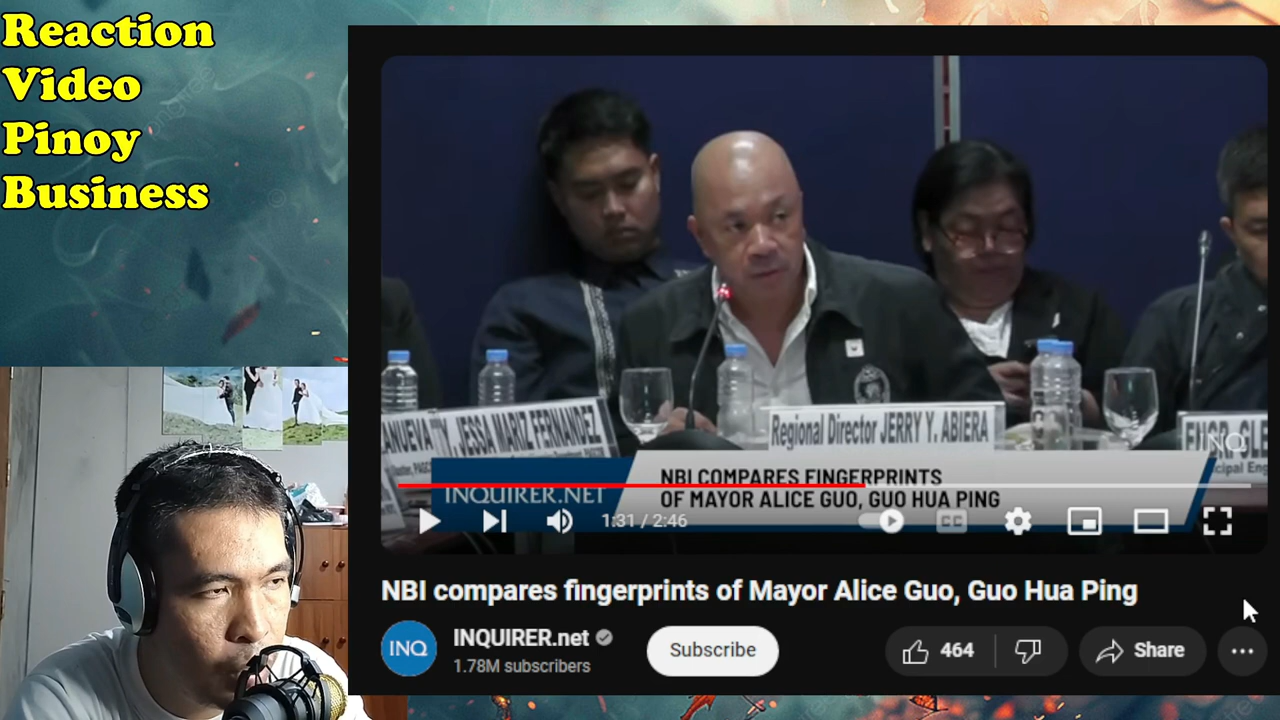 Reaction
Video
Pinoy
Business
JESSA MARIZ FERNANDEZ
Regional Director JERRY Y. ABIERA
INQ
INQUIRER.NET
NBI COMPARES FINGERPRINTS
OF MAYOR ALICE GUO, GUO HUA PING
1:31 / 2:46
CC
NBI compares fingerprints of Mayor Alice Guo, Guo Hua Ping
INQ
INQUIRER.net
1.78M subscribers
Subscribe
464
Share